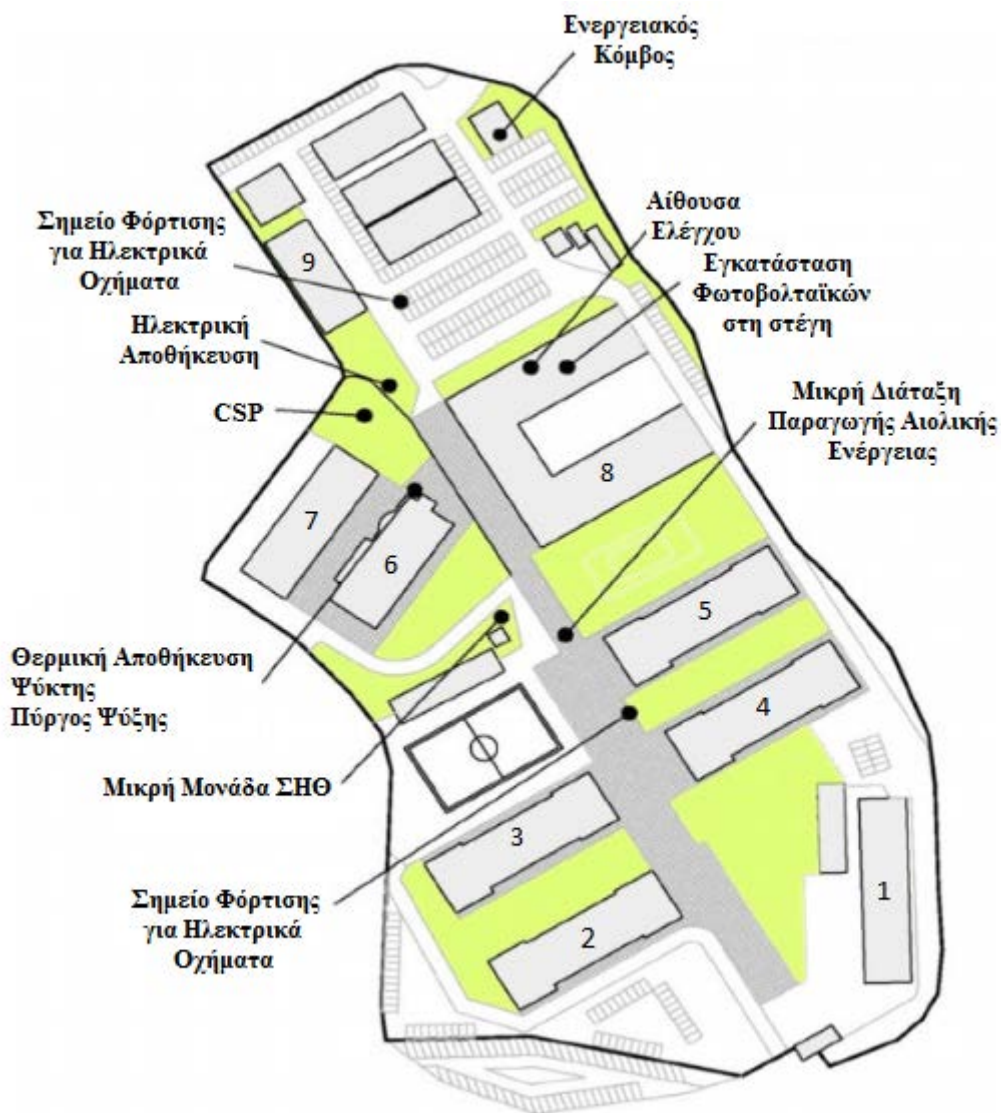 Ενεργειακός
Κόμβος
Αίθουσα
Ελέγχου
Σημείο Φόρτισης
για Ηλεκτρικά
Οχήματα
9
Εγκατάσταση
Φωτοβολταϊκών
στη στέγη
Ηλεκτρική
Αποθήκευση
CSP
Μικρή Διάταξη
Παραγωγής Αιολικής
Ενέργειας
8
7
6
5
Θερμική Αποθήκευση
Ψύκτης
Πύργος Ψύξης
4
Μικρή Μονάδα ΣΗΘ
3
1
Σημείο Φόρτισης
για Ηλεκτρικά
Οχήματα
2